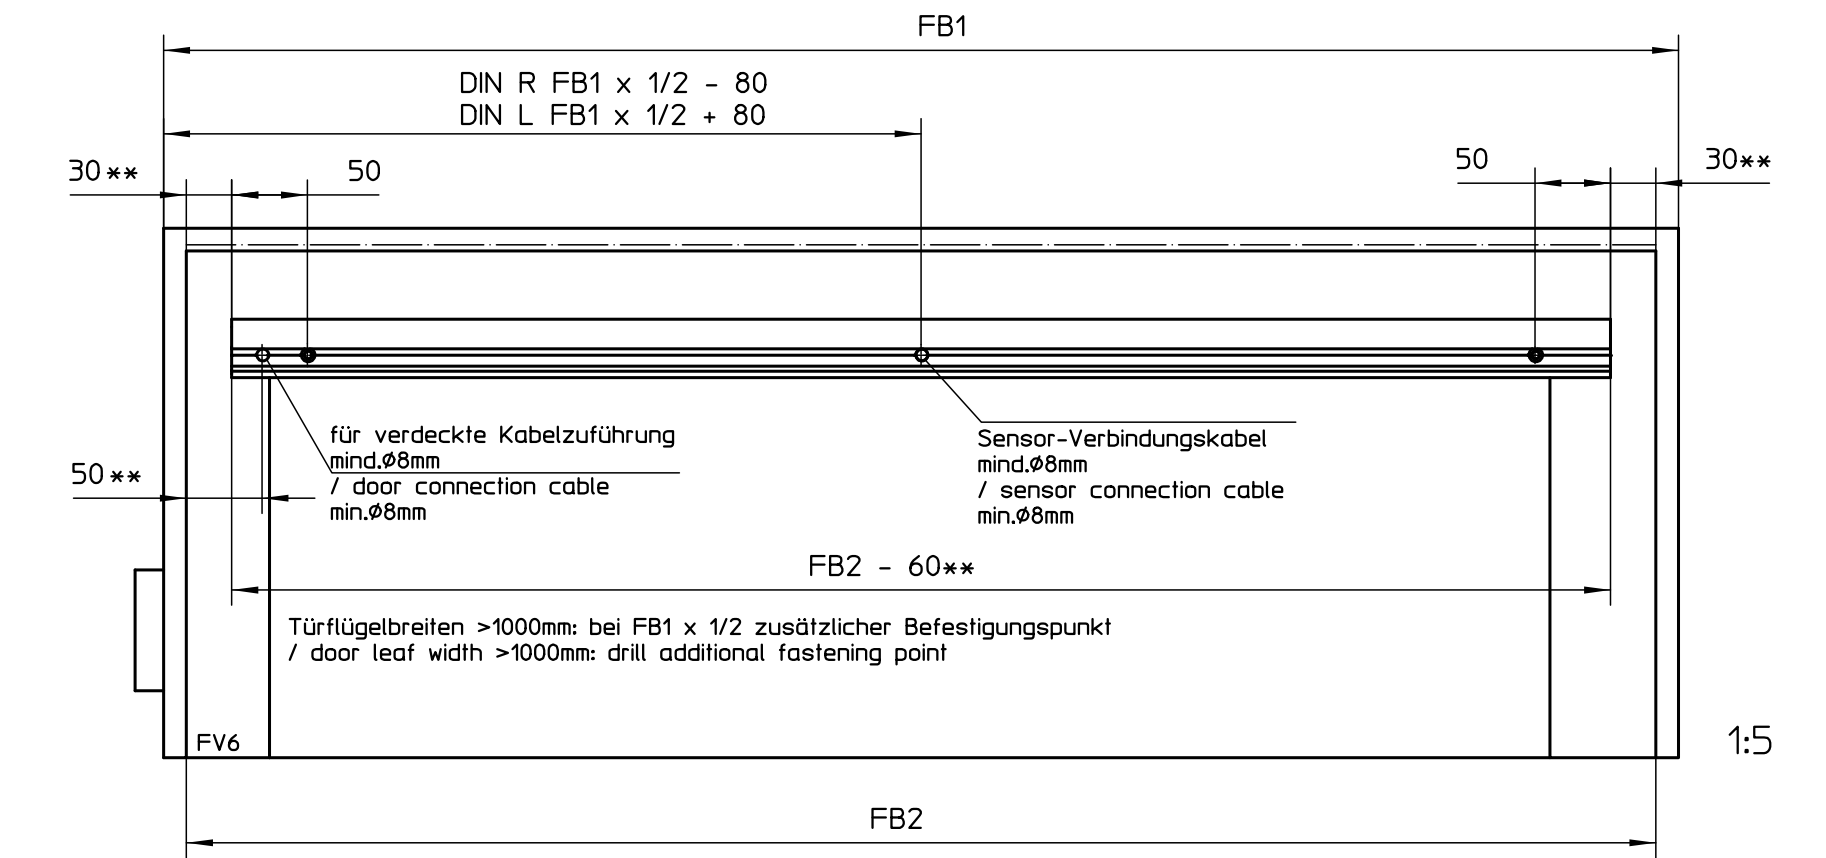 FB1
DIN R FB1 x 1/2 - 80
DIN L FB1 x 1/2 + 80
30**
50
50
30**
für verdeckte Kabelzuführung
mind.Ø8mm
/ door connection cable
min.Ø8mm
Sensor-Verbindungskabel
mind.Ø8mm
/ sensor connection cable
min.Ø8mm
50**
FB2 - 60**
Türflügelbreiten >1000mm: bei FB1 x 1/2 zusätzlicher Befestigungspunkt
/ door leaf width >1000mm: drill additional fastening point
FV6
1:5
FB2